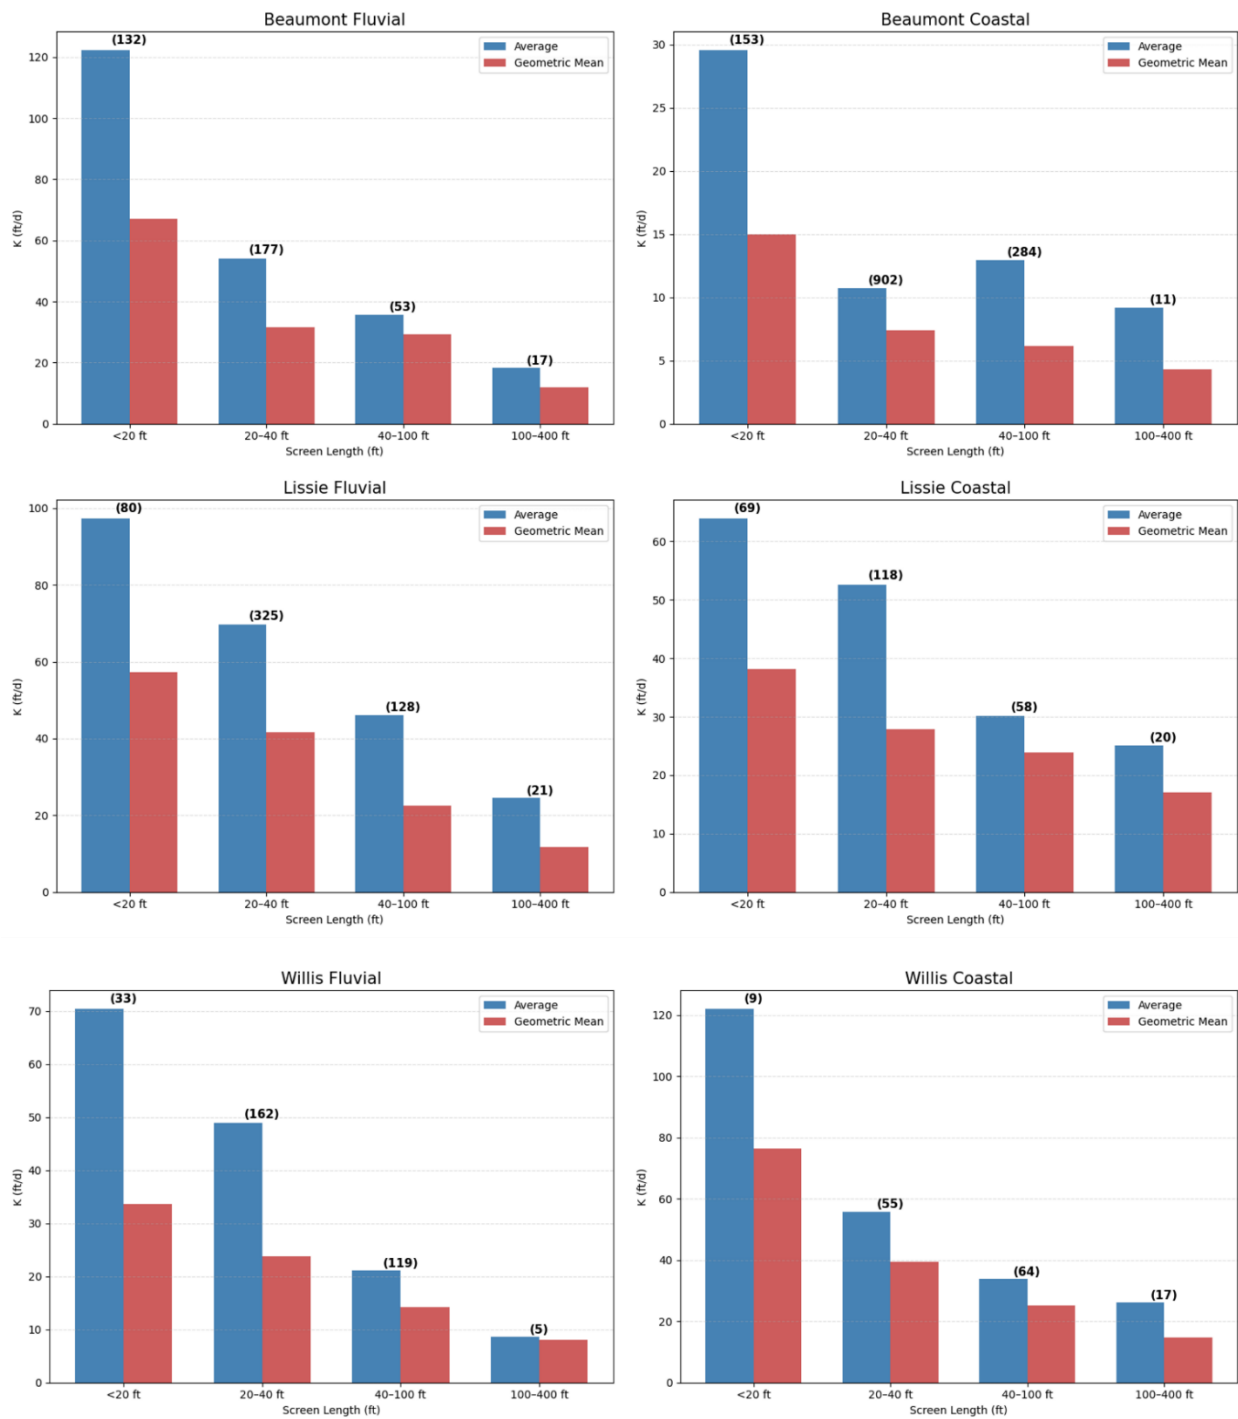 Beaumont Fluvial
(132)
Average
Geometric Mean
120
100
80
60
40
20
0
K (ft/d)
(177)
(53)
(17)
<20 ft
20–40 ft
40–100 ft
100–400 ft
Screen Length (ft)
Beaumont Coastal
(153)
Average
Geometric Mean
30
25
20
15
10
5
0
K (ft/d)
(902)
(284)
(11)
<20 ft
20–40 ft
40–100 ft
100–400 ft
Screen Length (ft)
Lissie Fluvial
(80)
Average
Geometric Mean
100
80
60
40
20
0
K (ft/d)
(325)
(128)
(21)
<20 ft
20–40 ft
40–100 ft
100–400 ft
Screen Length (ft)
Lissie Coastal
(69)
Average
Geometric Mean
60
50
40
30
20
10
0
K (ft/d)
(118)
(58)
(20)
<20 ft
20–40 ft
40–100 ft
100–400 ft
Screen Length (ft)
Willis Fluvial
(33)
Average
Geometric Mean
70
60
50
40
30
20
10
0
K (ft/d)
(162)
(119)
(5)
<20 ft
20–40 ft
40–100 ft
100–400 ft
Screen Length (ft)
Willis Coastal
(9)
Average
Geometric Mean
120
100
80
60
40
20
0
K (ft/d)
(55)
(64)
(17)
<20 ft
20–40 ft
40–100 ft
100–400 ft
Screen Length (ft)